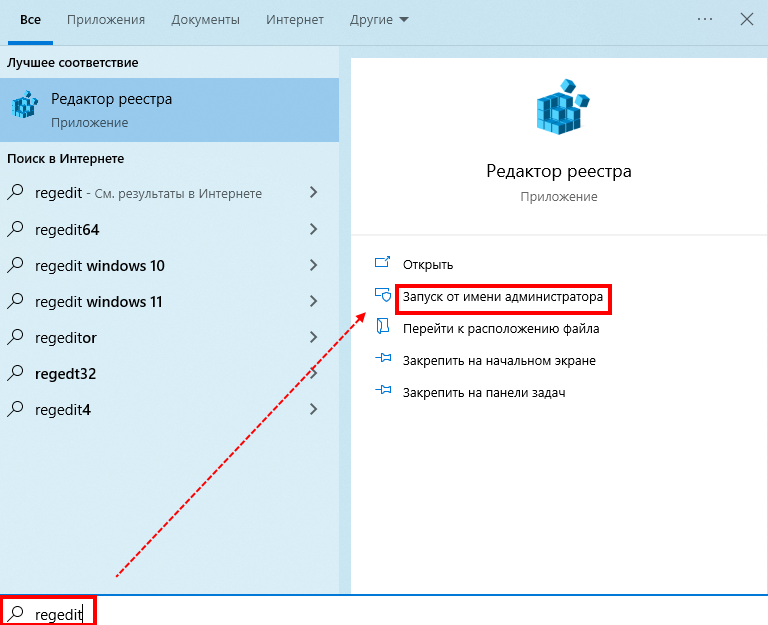 Все Приложения Документы Интернет Другие
Лучшее соответствие
Редактор реестра
Приложение
Поиск в Интернете
regedit - См. результаты в Интернете
regedit64
regedit windows 10
regedit windows 11
regeditor
regedt32
regedit4
Редактор реестра
Приложение
Открыть
Запуск от имени администратора
Перейти к расположению файла
Закрепить на начальном экране
Закрепить на панели задач
regedit